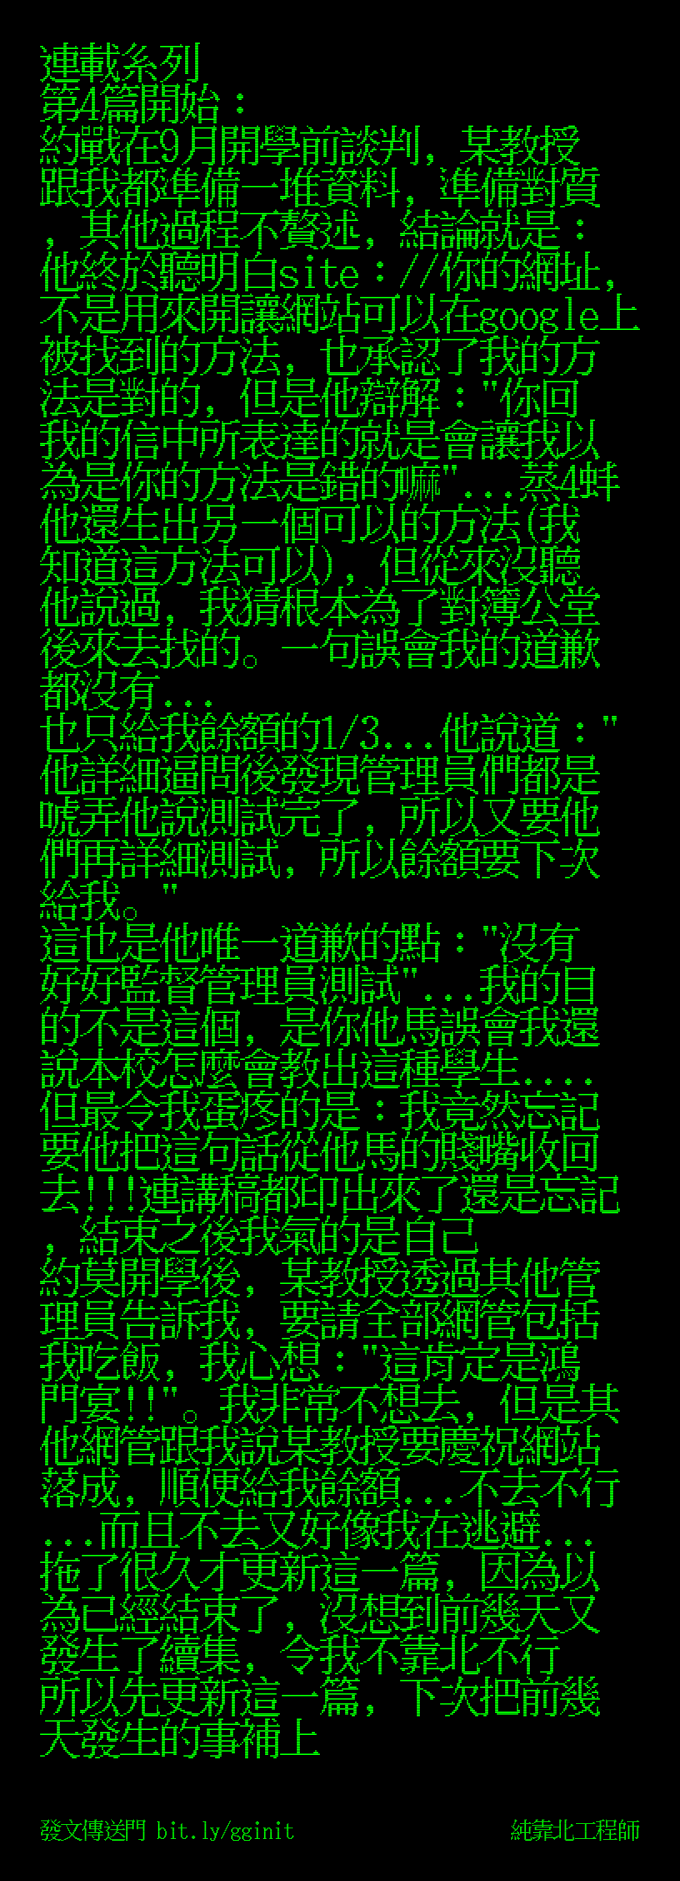 連載系列
第4篇開始：
約戰在9月開學前談判，某教授
跟我都準備一堆資料，準備對質
，其他過程不贅述，結論就是：
他終於聽明白site：//你的網址，
不是用來開讓網站可以在google上
被找到的方法，也承認了我的方
法是對的，但是他辯解："你回
我的信中所表達的就是會讓我以
為是你的方法是錯的嘛"...蒸4蚌
他還生出另一個可以的方法(我
知道這方法可以)，但從來沒聽
他說過，我猜根本為了對簿公堂
後來去找的。一句誤會我的道歉
都沒有...
也只給我餘額的1/3...他說道："
他詳細逼問後發現管理員們都是
唬弄他說測試完了，所以又要他
們再詳細測試，所以餘額要下次
給我。"
這也是他唯一道歉的點："沒有
好好監督管理員測試"...我的目
的不是這個，是你他馬誤會我還
說本校怎麼會教出這種學生....
但最令我蛋疼的是：我竟然忘記
要他把這句話從他馬的賤嘴收回
去!!!連講稿都印出來了還是忘記
，結束之後我氣的是自己
約莫開學後，某教授透過其他管
理員告訴我，要請全部網管包括
我吃飯，我心想："這肯定是鴻
門宴!!"。我非常不想去，但是其
他網管跟我說某教授要慶祝網站
落成，順便給我餘額...不去不行
...而且不去又好像我在逃避...
拖了很久才更新這一篇，因為以
為已經結束了，沒想到前幾天又
發生了續集，令我不靠北不行
所以先更新這一篇，下次把前幾
天發生的事補上
發文傳送門 bit.ly/gginit
純靠北工程師